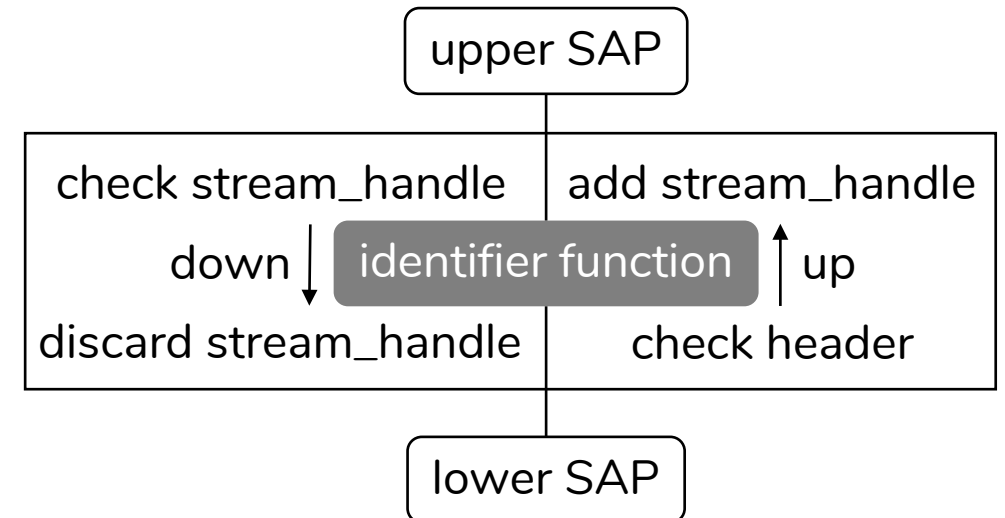 upper SAP
check stream_handle
add stream_handle
down
identifier function
up
discard stream_handle
check header
lower SAP